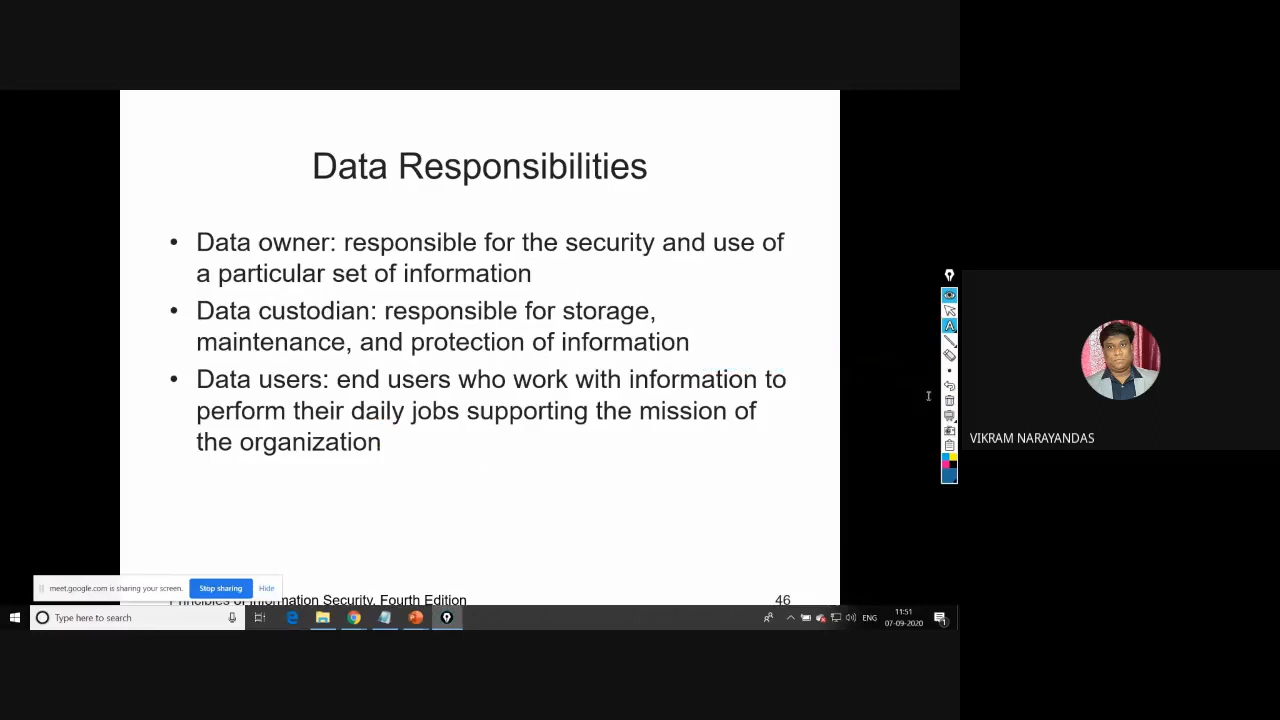 Data Responsibilities
• Data owner: responsible for the security and use of
a particular set of information
• Data custodian: responsible for storage,
maintenance, and protection of information
• Data users: end users who work with information to
perform their daily jobs supporting the mission of
the organization
VIKRAM NARAYANDAS
meet.google.com is sharing your screen. Stop sharing Hide
Principles of Information Security, Fourth Edition 46
Type here to search
ENG
11:51
07-09-2020
1